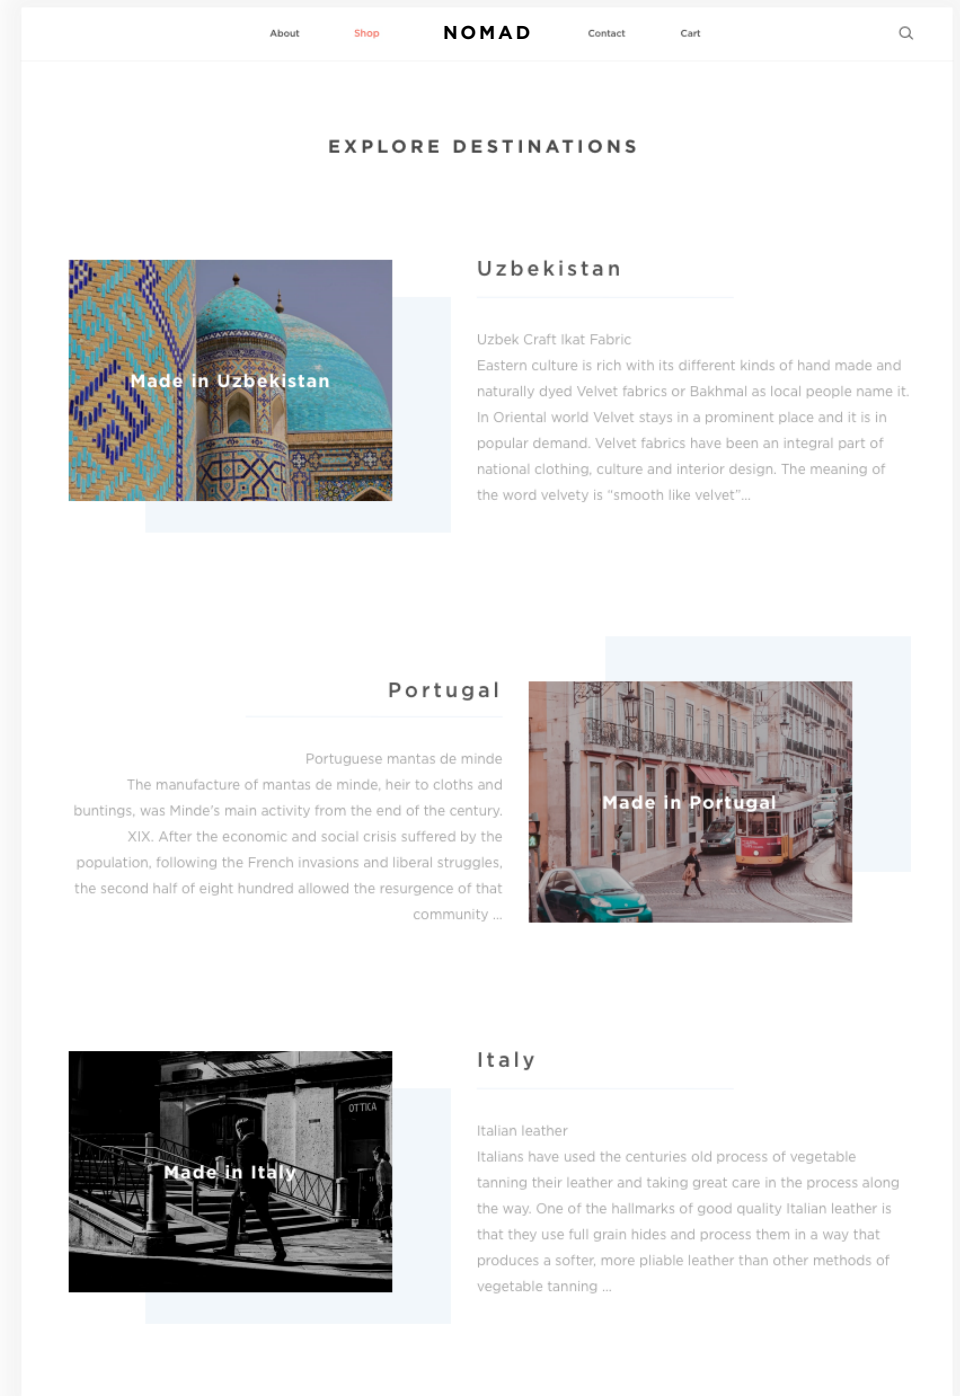 About Shop NOMAD Contact Cart
EXPLORE DESTINATIONS
Made in Uzbekistan
Uzbekistan
Uzbek Craft Ikat Fabric
Eastern culture is rich with its different kinds of hand made and
naturally dyed Velvet fabrics or Bakhmal as local people name it.
In Oriental world Velvet stays in a prominent place and it is in
popular demand. Velvet fabrics have been an integral part of
national clothing, culture and interior design. The meaning of
the word velvety is “smooth like velvet”...
Portugal
Portuguese mantas de minde
The manufacture of mantas de minde, heir to cloths and
buntings, was Minde's main activity from the end of the century.
XIX. After the economic and social crisis suffered by the
population, following the French invasions and liberal struggles,
the second half of eight hundred allowed the resurgence of that
community ...
Made in Portugal
OTTICA
Made in Italy
Italy
Italian leather
Italians have used the centuries old process of vegetable
tanning their leather and taking great care in the process along
the way. One of the hallmarks of good quality Italian leather is
that they use full grain hides and process them in a way that
produces a softer, more pliable leather than other methods of
vegetable tanning ...